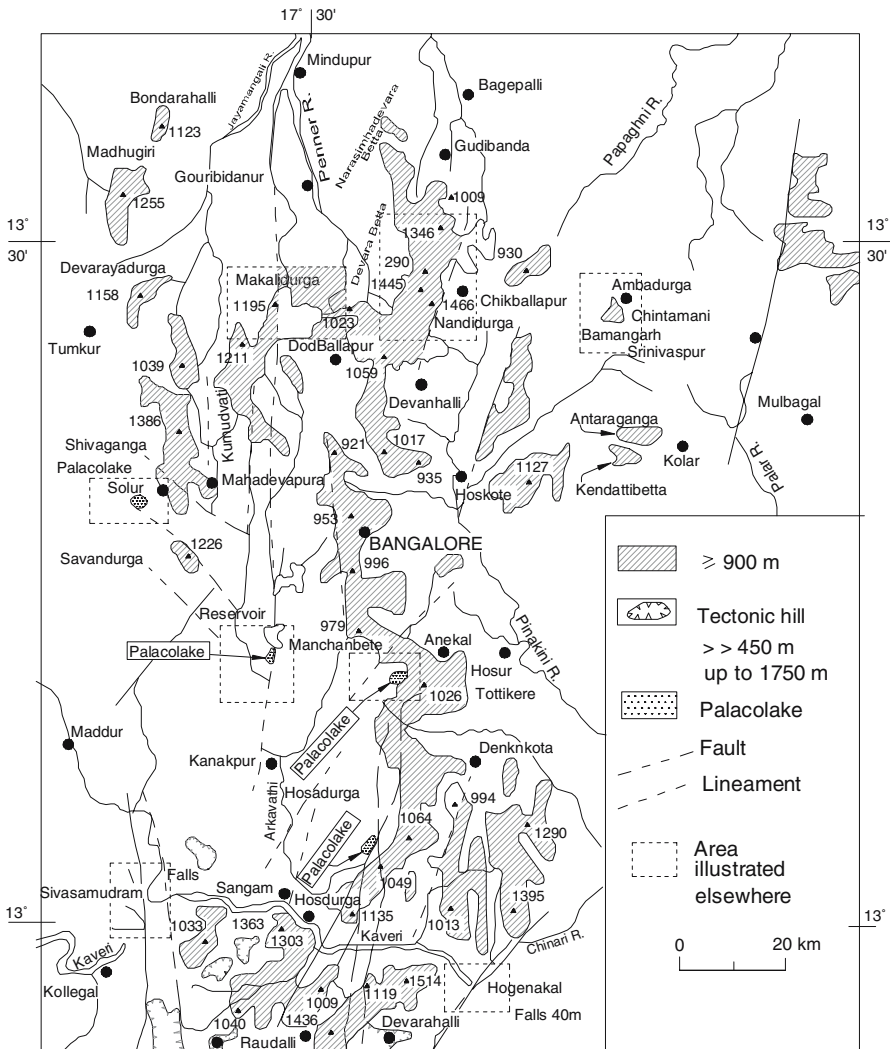 17° 30'
Mindupur
Jayamangali R.
Bagepalli
Bondarahalli
1123
Penner R.
Narasimhadevara
Betta
Papaghni R.
Madhugiri
Gudibanda
Gouribidanur
1255
1009
13°
30'
13°
30'
1346
Devara Betta
Devarayadurga
290
930
Makalidurga
1445
Ambadurga
1158
1195
1466
Chikballapur
Chintamani
1023
Nandidurga
Bamangarh
Tumkur
1211
DodBallapur
Srinivaspur
1039
1059
Devanhalli
Mulbagal
1386
Kumudvati
Antaraganga
Shivaganga
921
1017
Kolar
Palar R.
Palacolake
935
1127
Solur
Mahadevapura
Hoskote
Kendattibetta
953
BANGALORE
1226
996
≥ 900 m
Savandurga
Reservoir
Tectonic hill
979
Pinakini R.
> > 450 m
up to 1750 m
Palacolake
Manchanbete
Anekal
Hosur
1026
Tottikere
Palacolake
Palacolake
Maddur
Fault
Kanakpur
Denknkota
Lineament
Arkavathi
Hosadurga
994
1064
1290
Palacolake
Area
illustrated
elsewhere
Falls
1049
Sivasamudram
Sangam
Hosdurga
1395
13°
13°
1033
1363
1135
1013
1303
Kaveri
Chinari R.
0 20 km
Kaveri
Kollegal
1514
Hogenakal
1009
1119
1040
1436
Falls 40m
Raudalli
Devarahalli